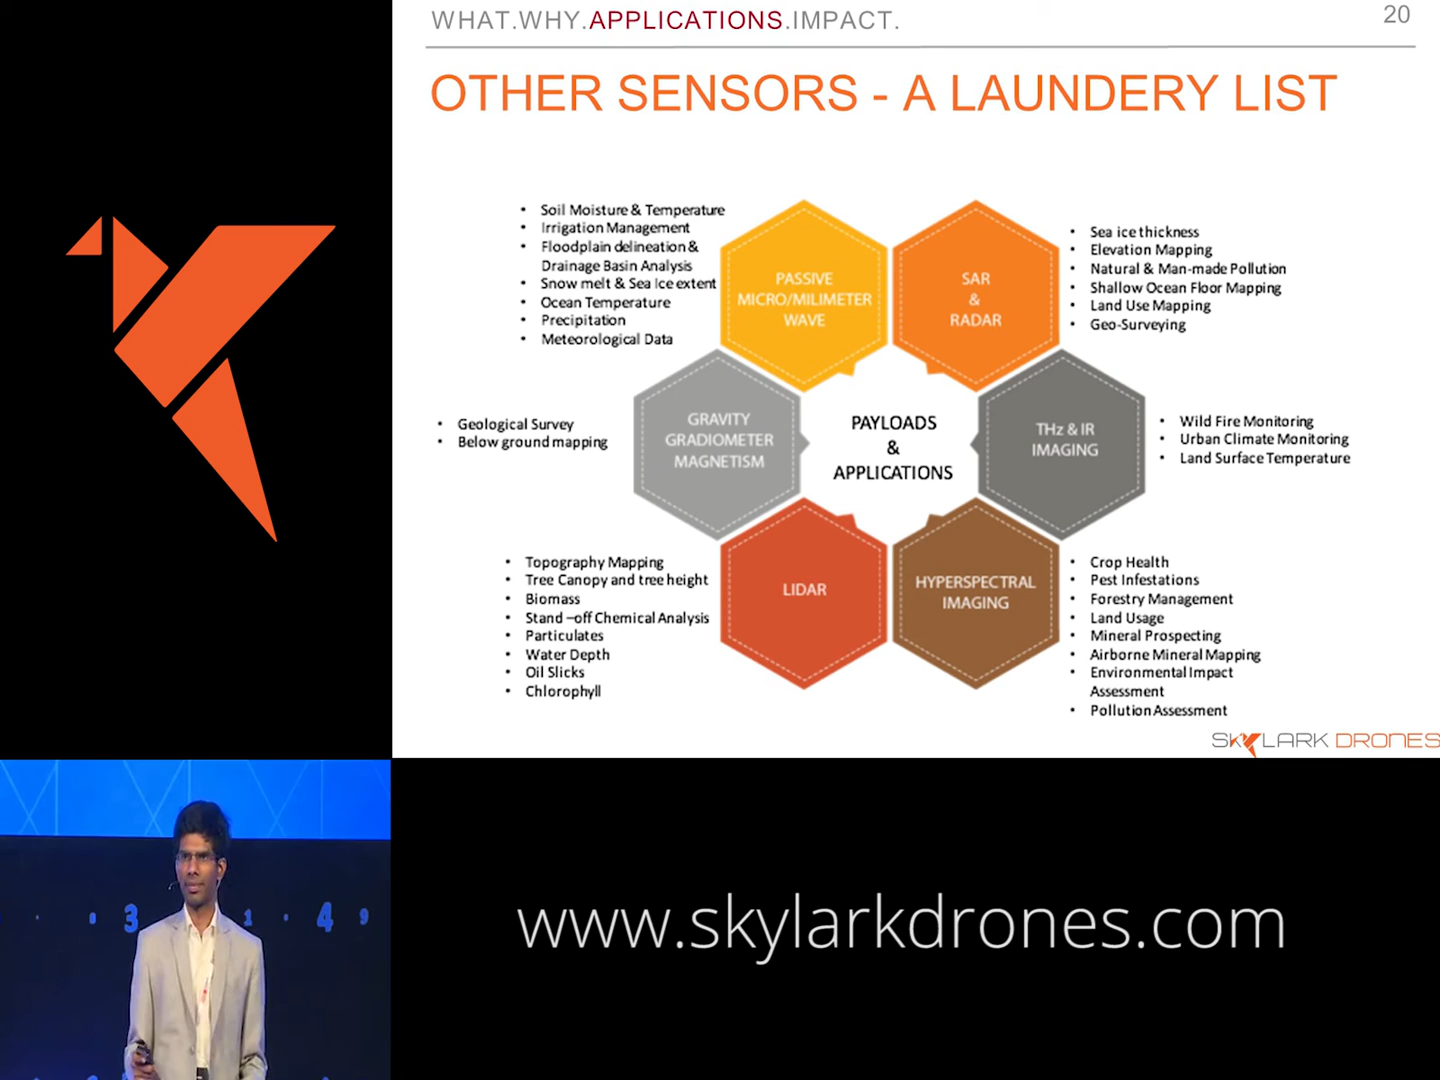 WHAT.WHY.APPLICATIONS.IMPACT.
20
OTHER SENSORS - A LAUNDERY LIST
• Soil Moisture & Temperature
• Irrigation Management
• Floodplain delineation &
Drainage Basin Analysis
• Snow melt & Sea Ice extent
• Ocean Temperature
• Precipitation
• Meteorological Data
PASSIVE
MICRO/MILIMETER
WAVE
SAR
&
RADAR
• Sea ice thickness
• Elevation Mapping
• Natural & Man-made Pollution
• Shallow Ocean Floor Mapping
• Land Use Mapping
• Geo-Surveying
• Geological Survey
• Below ground mapping
GRAVITY
GRADIOMETER
MAGNETISM
PAYLOADS
&
APPLICATIONS
THz & IR
IMAGING
• Wild Fire Monitoring
• Urban Climate Monitoring
• Land Surface Temperature
• Topography Mapping
• Tree Canopy and tree height
• Biomass
• Stand –off Chemical Analysis
• Particulates
• Water Depth
• Oil Slicks
• Chlorophyll
LIDAR
HYPERSPECTRAL
IMAGING
• Crop Health
• Pest Infestations
• Forestry Management
• Land Usage
• Mineral Prospecting
• Airborne Mineral Mapping
• Environmental Impact
Assessment
• Pollution Assessment
SKYLARK DRONES
3 1 4 9
www.skylarkdrones.com